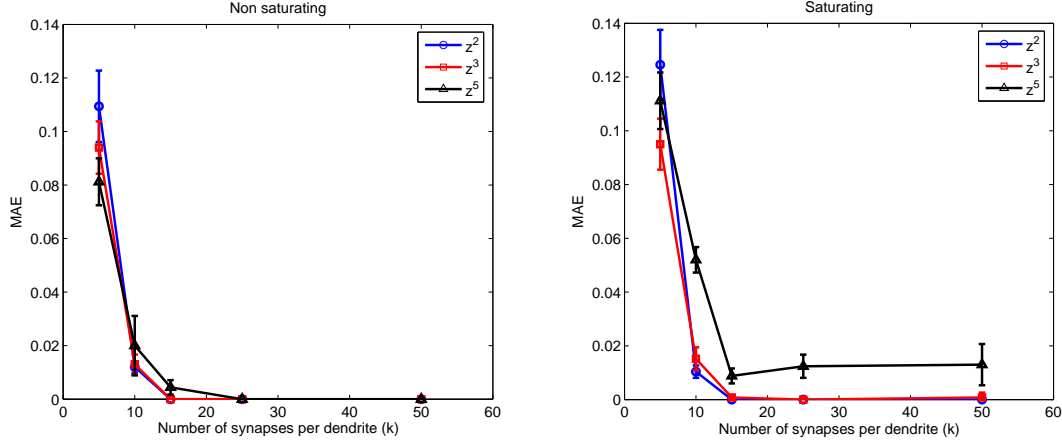 Non saturating
0.14
0.12
0.1
0.08
0.06
0.04
0.02
0
MAE
0
10
20
30
40
50
60
Number of synapses per dendrite (k)
z²
z³
z⁵
Saturating
0.14
0.12
0.1
0.08
0.06
0.04
0.02
0
MAE
0
10
20
30
40
50
60
Number of synapses per dendrite (k)
z²
z³
z⁵